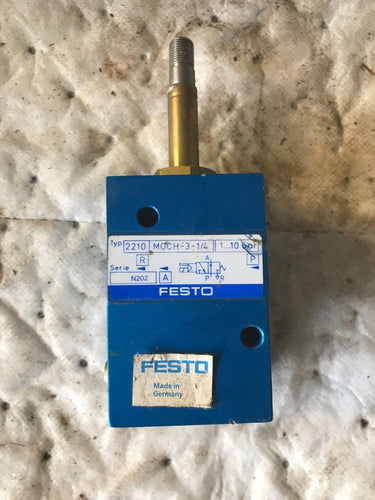 Typ 2210 MOCH-3-1/4 1...10 bar
R P
Serie A
N202 A P R
FESTO
FESTO
Made in
Germany